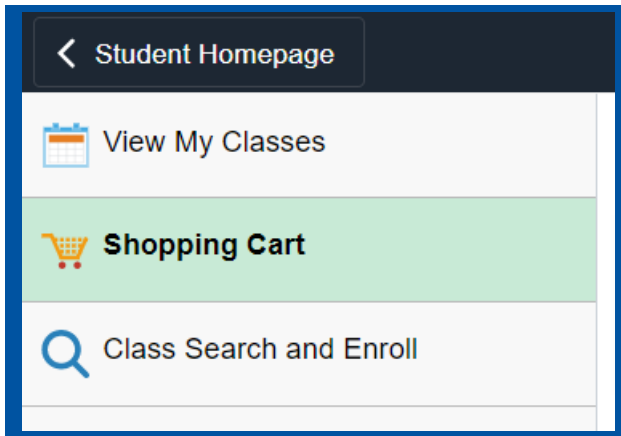 Student Homepage
View My Classes
Shopping Cart
Class Search and Enroll